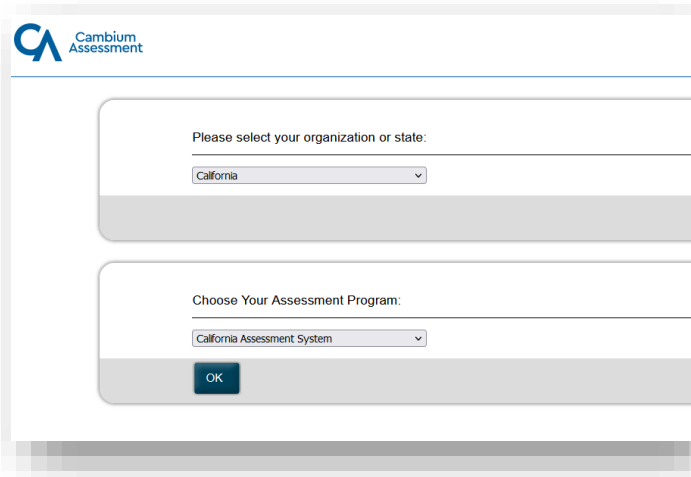 CA
Cambium
Assessment
Please select your organization or state:
California
Choose Your Assessment Program:
California Assessment System
OK